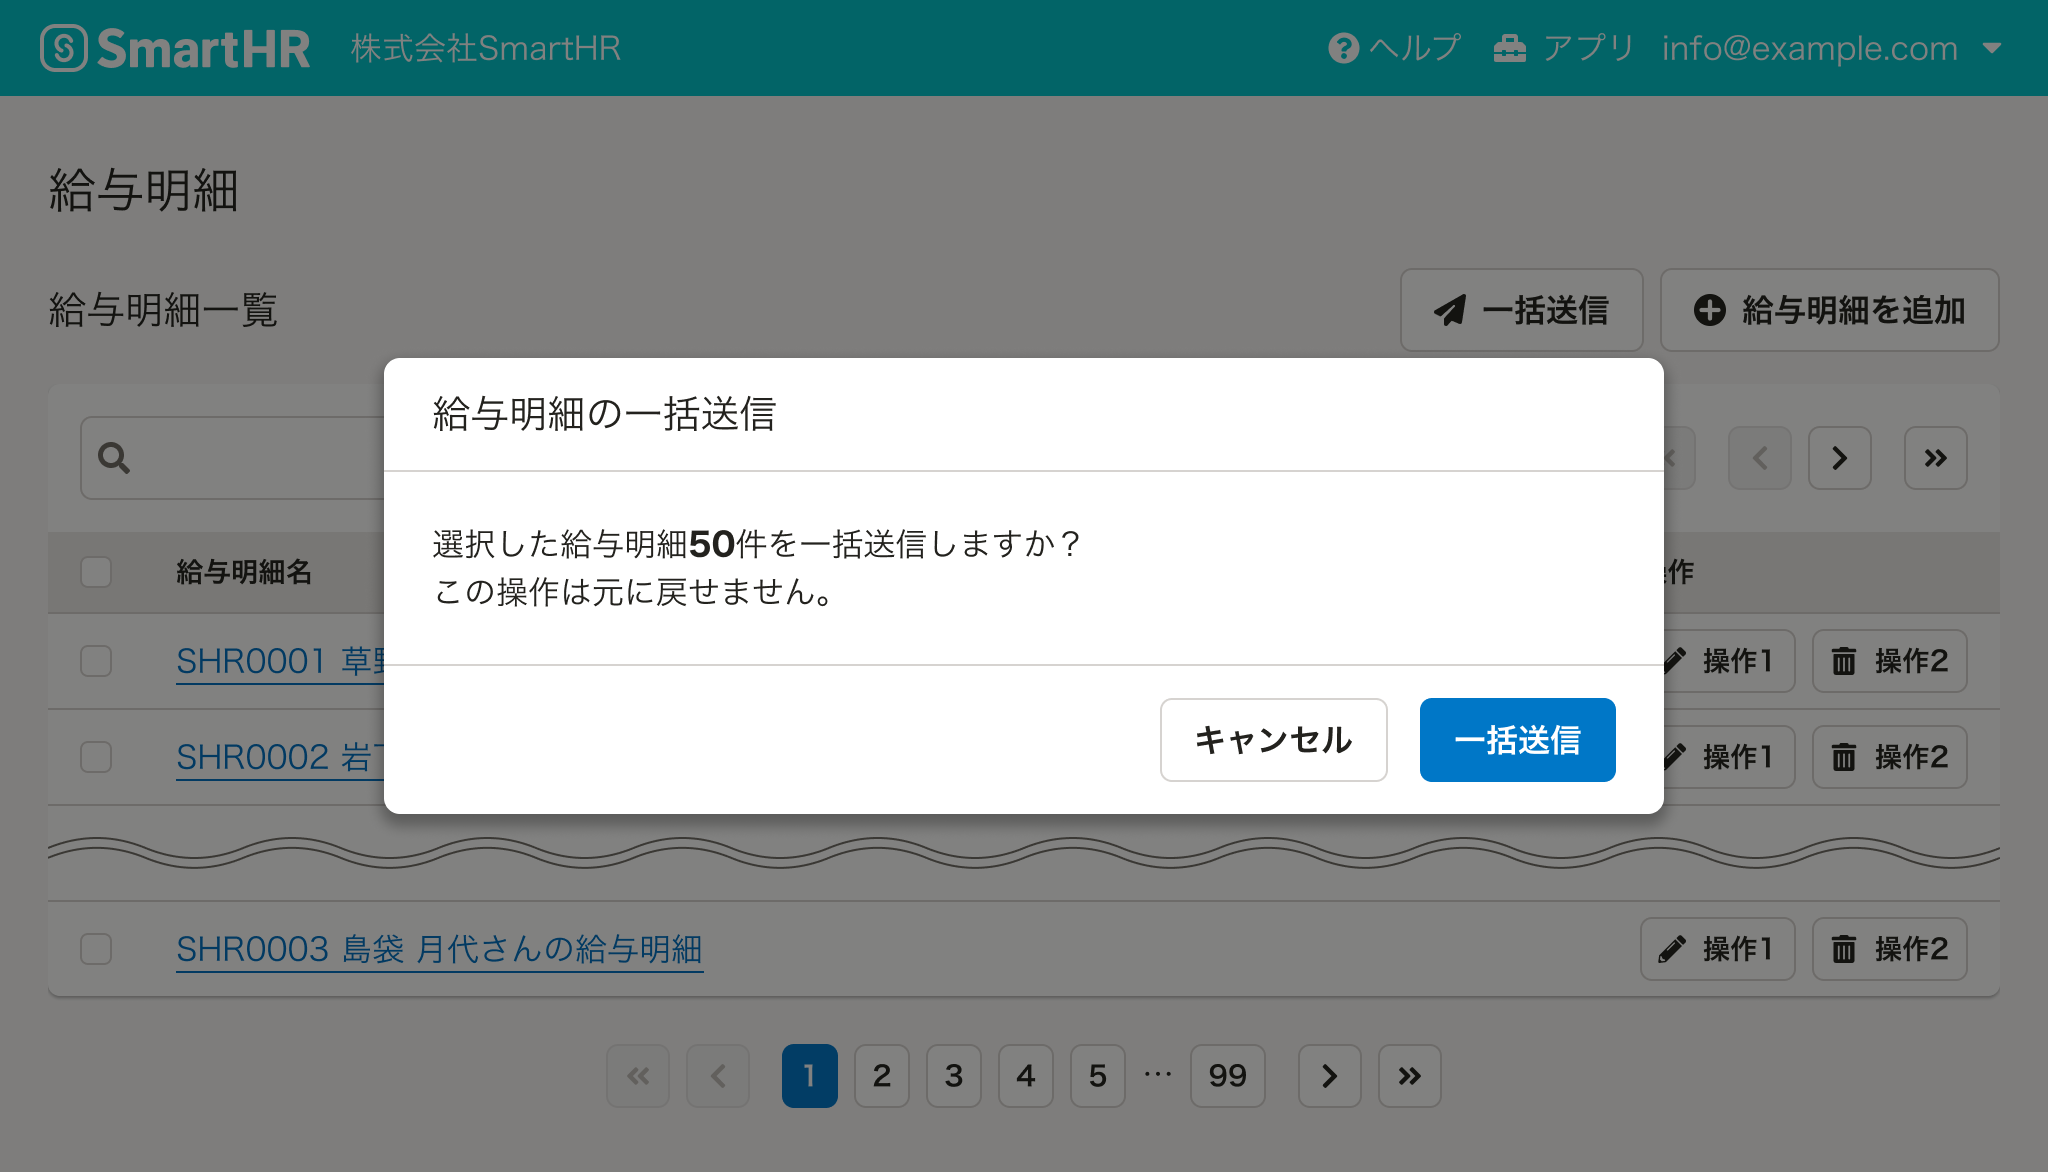 SmartHR 株式会社SmartHR ヘルプ アプリ info@example.com
給与明細
給与明細一覧 一括送信 給与明細を追加
給与明細の一括送信
選択した給与明細50件を一括送信しますか？
この操作は元に戻せません。
キャンセル 一括送信
給与明細名 作
SHR0001 草 操作1 操作2
SHR0002 岩 操作1 操作2
SHR0003 島袋 月代さんの給与明細 操作1 操作2
1 2 3 4 5 … 99